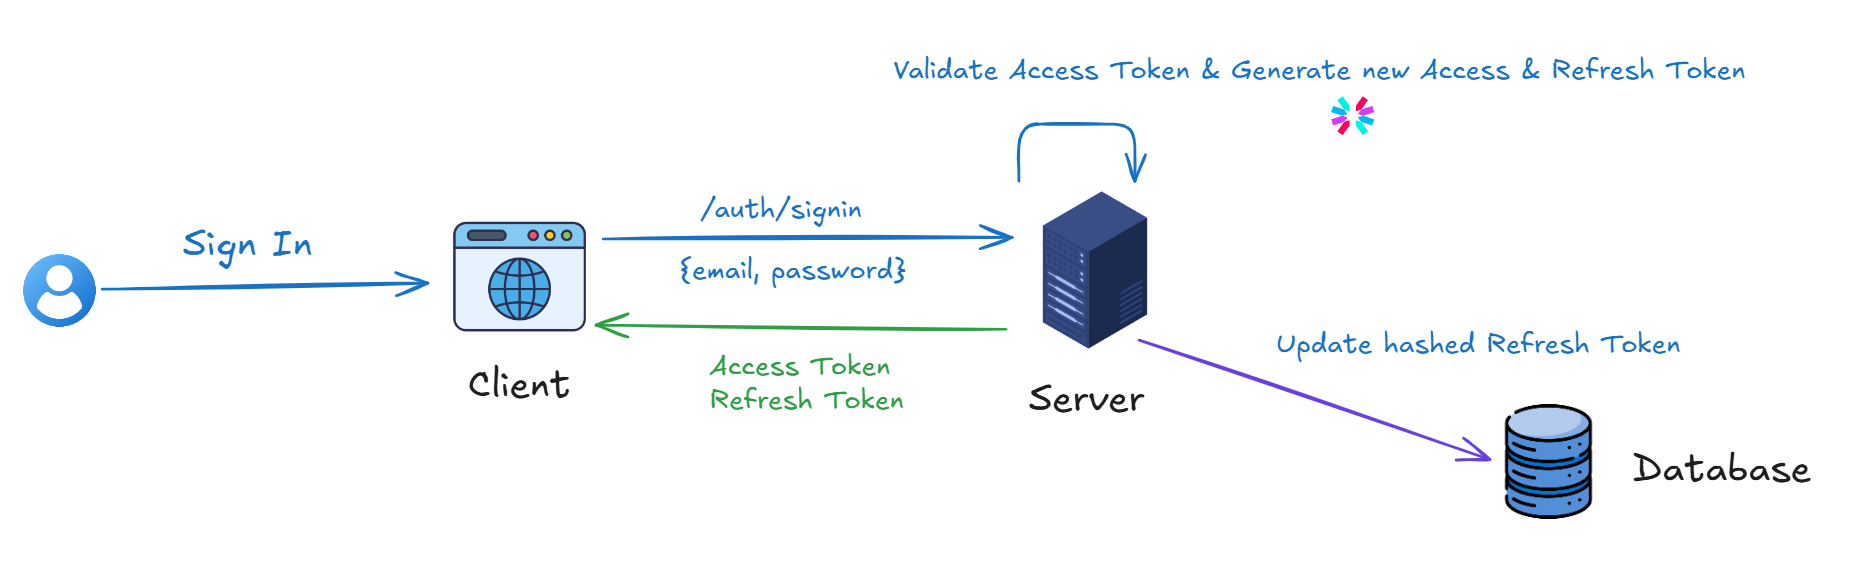 Validate Access Token & Generate new Access & Refresh Token
/auth/signin
Sign In
{email, password}
Update hashed Refresh Token
Access Token
Refresh Token
Client
Server
Database